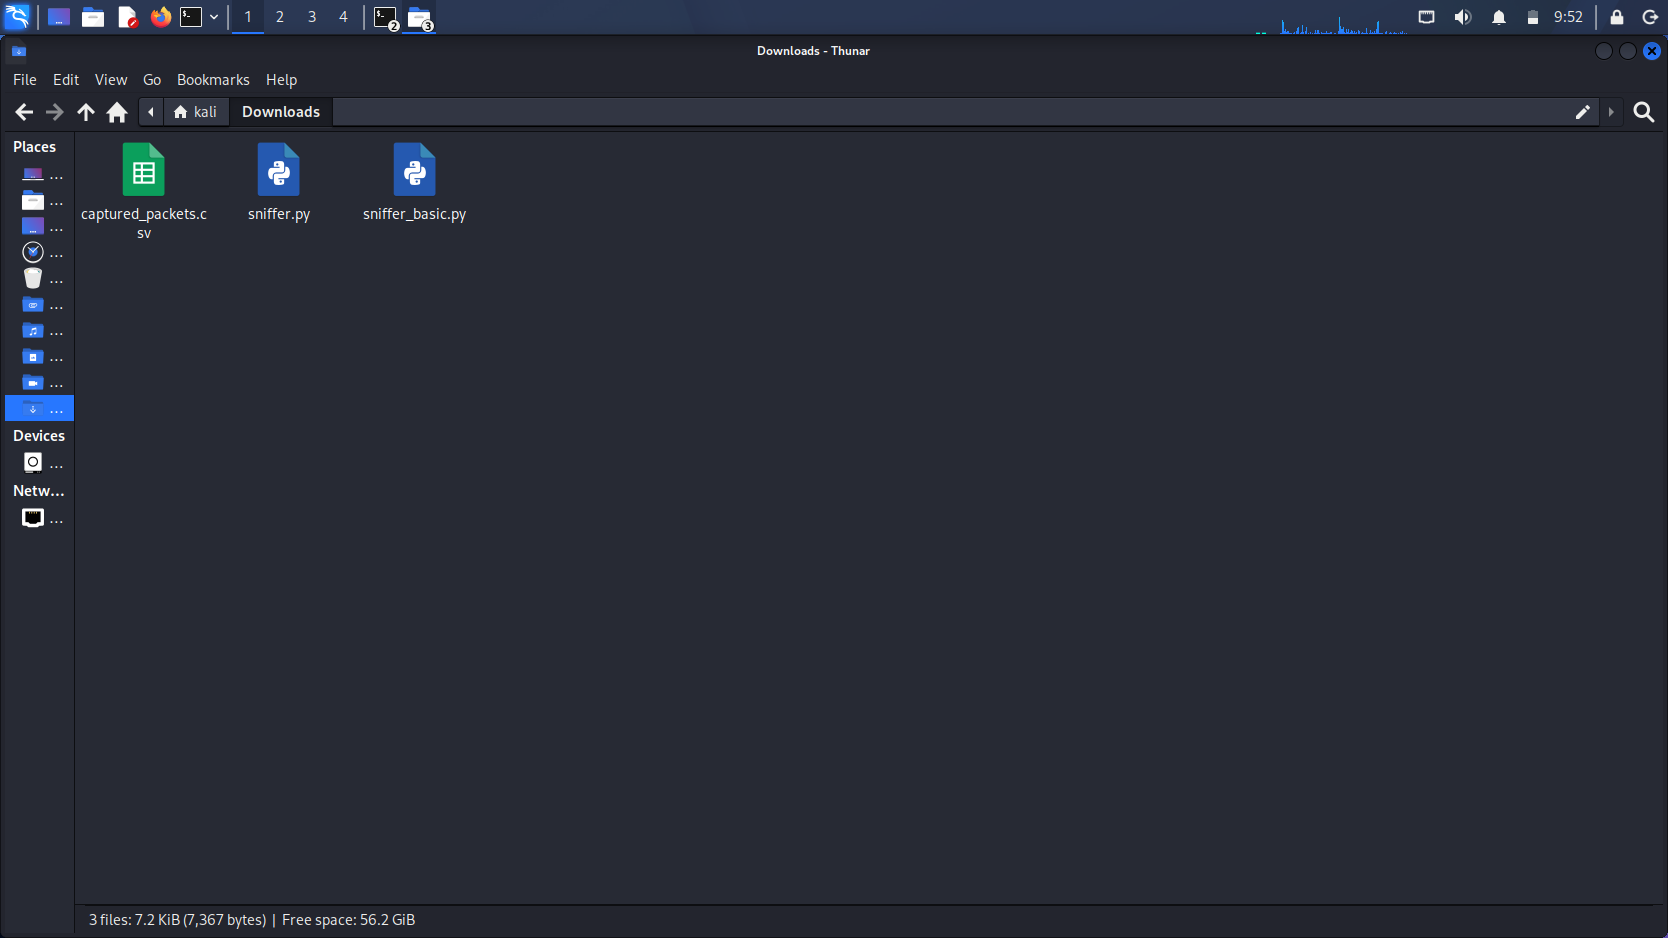 1 2 3 4 2 3 9:52
Downloads - Thunar
File Edit View Go Bookmarks Help
kali Downloads
Places
...
...
...
...
...
...
...
...
...
...
Devices
...
Netw...
...
captured_packets.c
sv
sniffer.py
sniffer_basic.py
3 files: 7.2 KiB (7,367 bytes) | Free space: 56.2 GiB